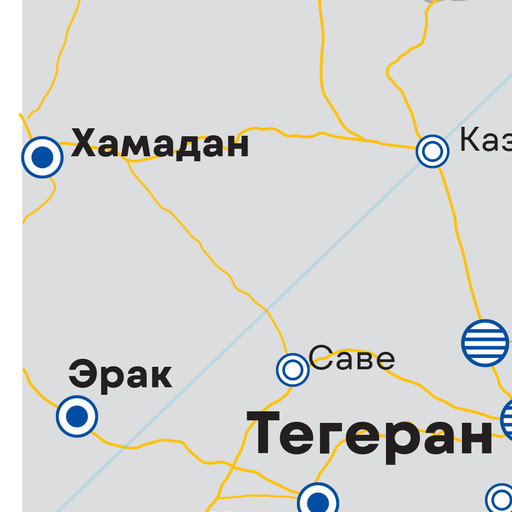 Хамадан
Каз
Саве
Эрак
Тегеран